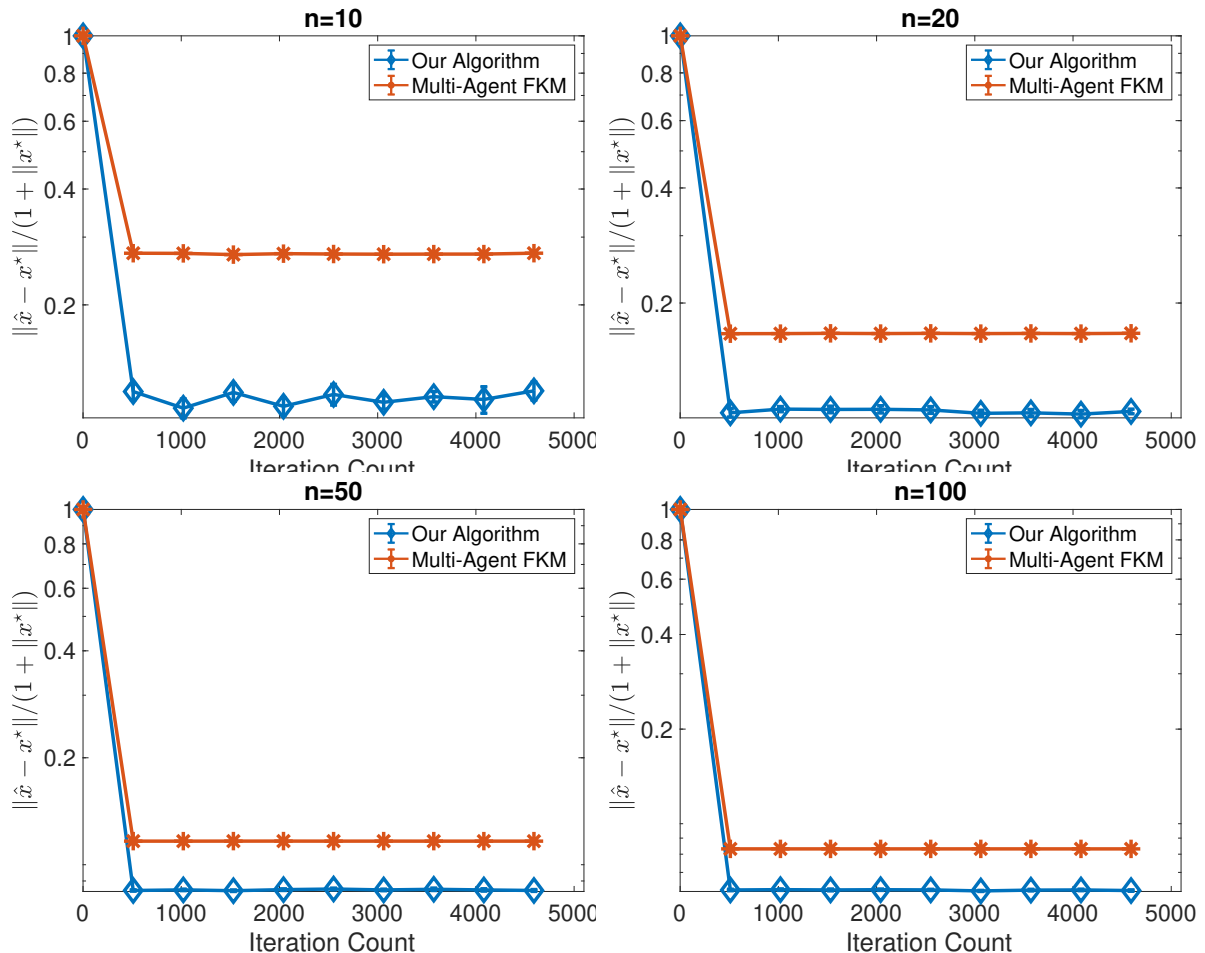 n=10
1
0.8
0.6
0.4
0.2
‖x̂ − x⋆‖/(1 + ‖x⋆‖)
Our Algorithm
Multi-Agent FKM
0 1000 2000 3000 4000 5000
Iteration Count
n=20
1
0.8
0.6
0.4
0.2
‖x̂ − x⋆‖/(1 + ‖x⋆‖)
Our Algorithm
Multi-Agent FKM
0 1000 2000 3000 4000 5000
Iteration Count
n=50
1
0.8
0.6
0.4
0.2
‖x̂ − x⋆‖/(1 + ‖x⋆‖)
Our Algorithm
Multi-Agent FKM
0 1000 2000 3000 4000 5000
Iteration Count
n=100
1
0.8
0.6
0.4
0.2
‖x̂ − x⋆‖/(1 + ‖x⋆‖)
Our Algorithm
Multi-Agent FKM
0 1000 2000 3000 4000 5000
Iteration Count